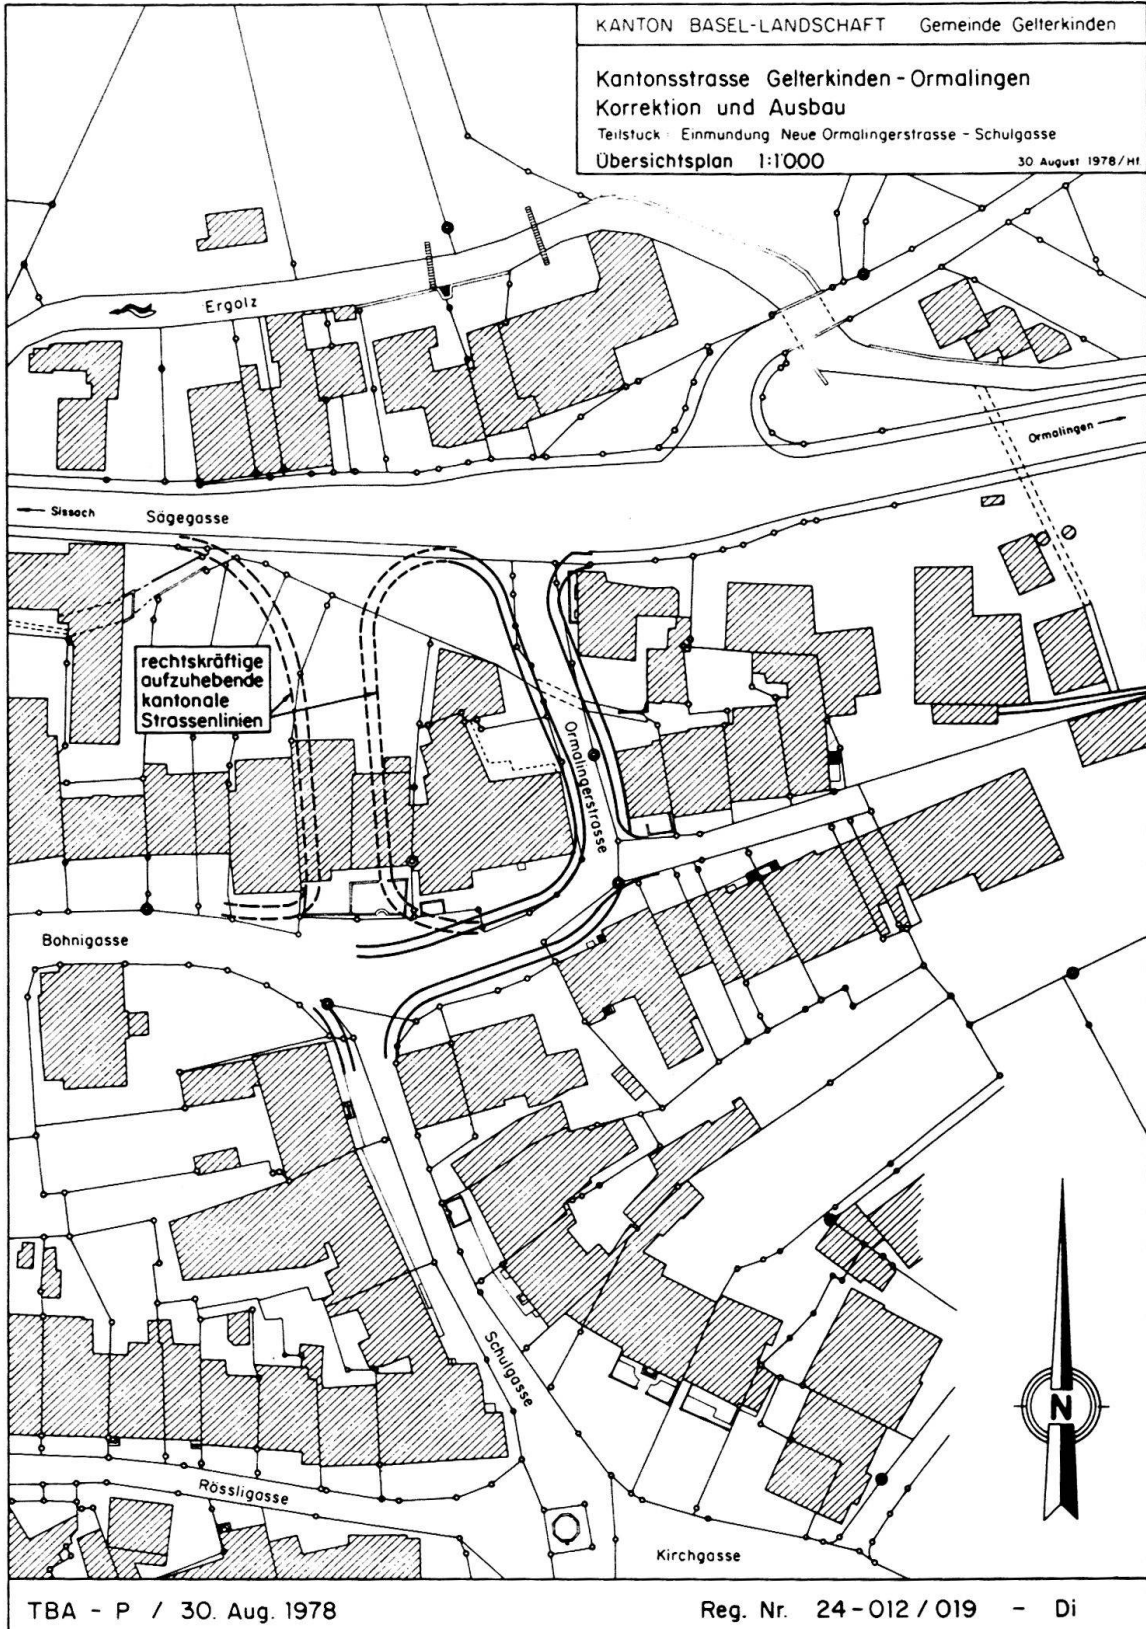 KANTON BASEL-LANDSCHAFT Gemeinde Gelterkinden
Kantonsstrasse Gelterkinden - Ormalingen
Korrektion und Ausbau
Teilstuck : Einmundung Neue Ormalingerstrasse - Schulgasse
Übersichtsplan 1:1'000
30 August 1978/Hf.
Ergolz
Ormalingen
Sissach
Sägegasse
rechtskräftige
aufzuhebende
kantonale
Strassenlinien
Ormalingerstrasse
Bohnigasse
Schulgasse
N
Rössligasse
Kirchgasse
TBA - P / 30. Aug. 1978
Reg. Nr. 24-012/019 - Di